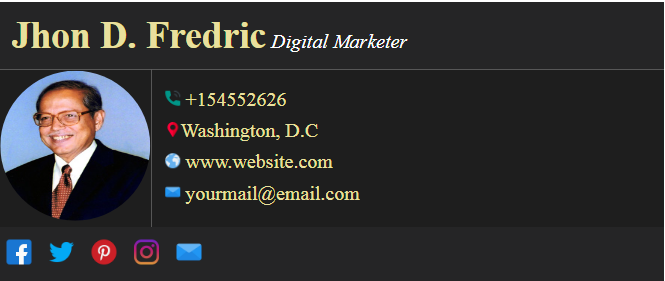 Jhon D. Fredric Digital Marketer
+154552626
Washington, D.C
www.website.com
yourmail@email.com